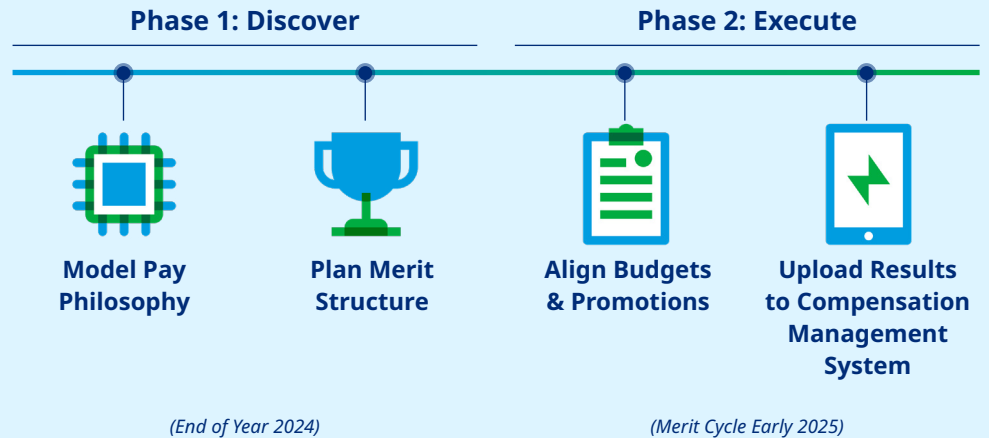 Phase 1: Discover
Phase 2: Execute
Model Pay
Philosophy
Plan Merit
Structure
Align Budgets
& Promotions
Upload Results
to Compensation
Management
System
(End of Year 2024)
(Merit Cycle Early 2025)